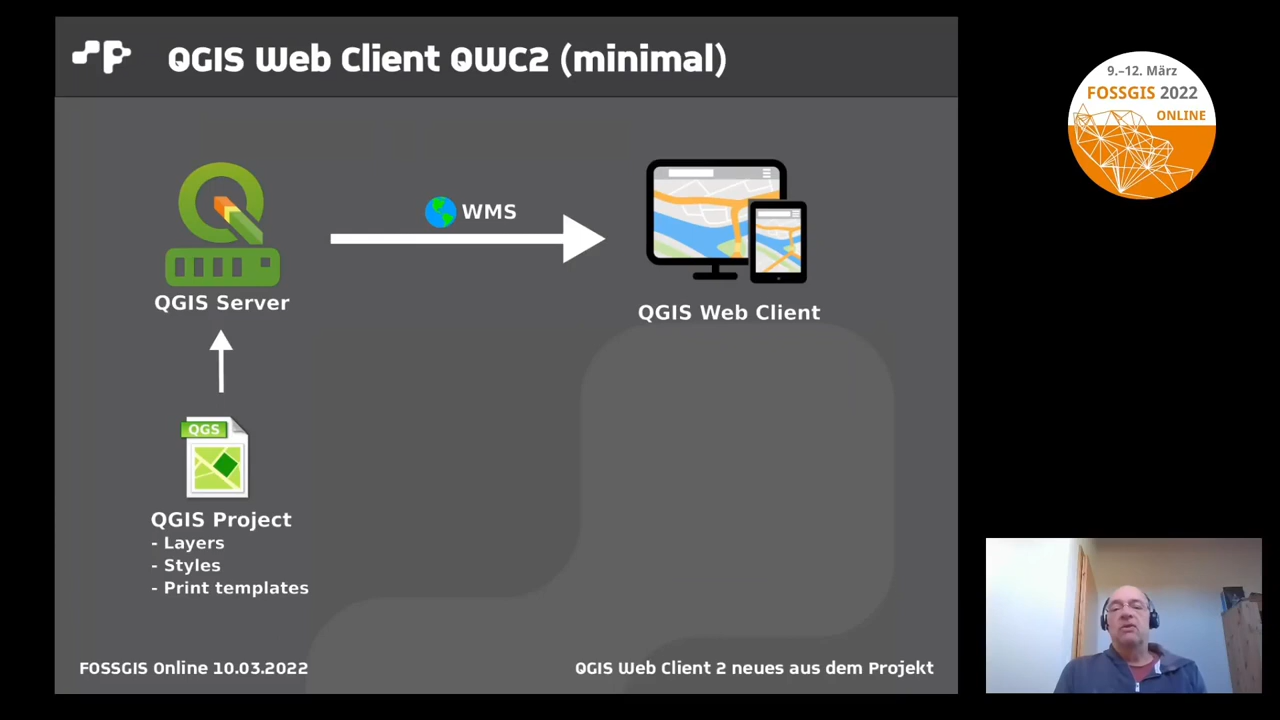 QGIS Web Client QWC2 (minimal)
9.–12. März
FOSSGIS 2022
ONLINE
WMS
QGIS Server
QGIS Web Client
QGS
QGIS Project
- Layers
- Styles
- Print templates
FOSSGIS Online 10.03.2022
QGIS Web Client 2 neues aus dem Projekt